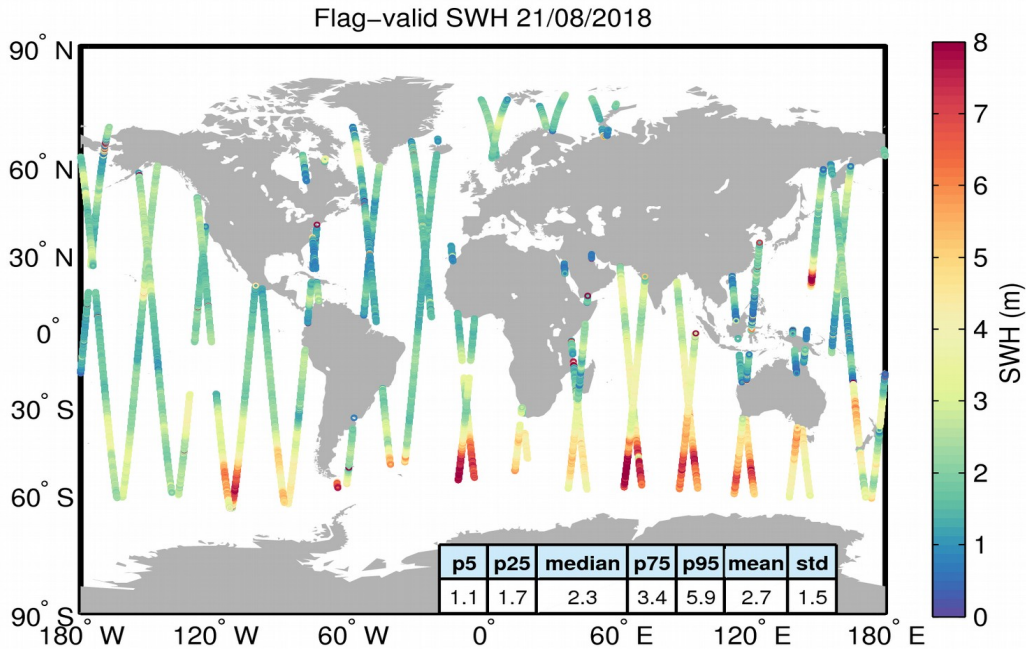 Flag−valid SWH 21/08/2018
90° N
60° N
30° N
0°
30° S
60° S
90° S
180° W
120° W
60° W
0°
60° E
120° E
180° E
p5 p25 median p75 p95 mean std
1.1 1.7 2.3 3.4 5.9 2.7 1.5
8
7
6
5
4
3
2
1
0
SWH (m)